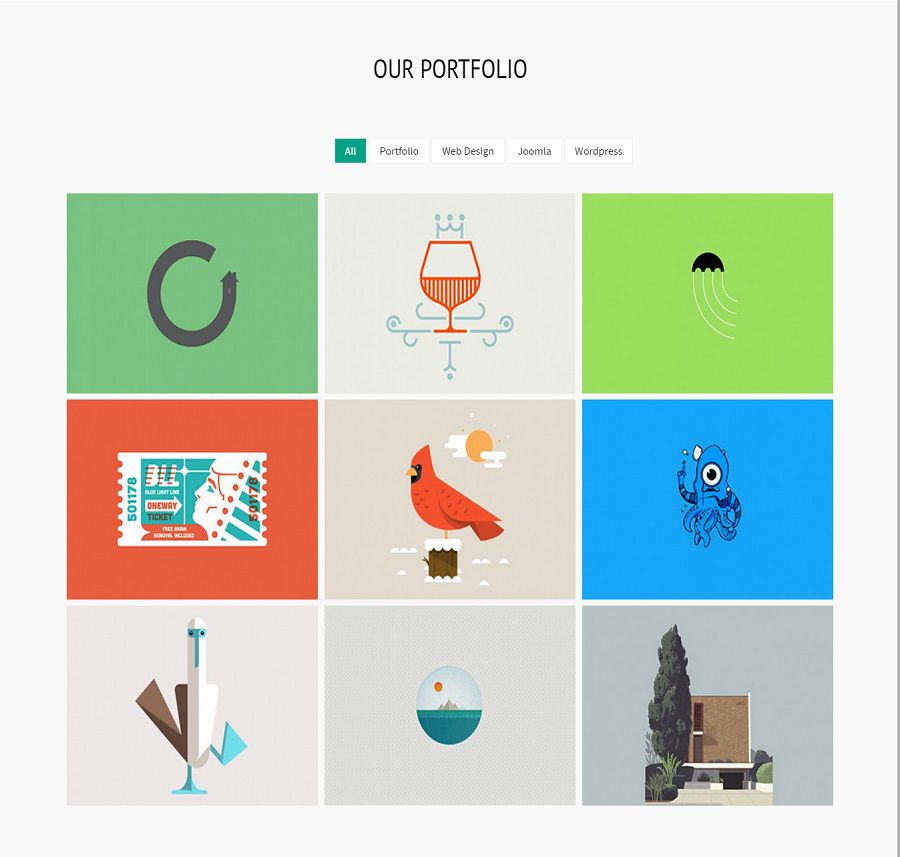 OUR PORTFOLIO
All
Portfolio
Web Design
Joomla
Wordpress
501178
BLL
BLUE LIGHT LINE
ONEWAY
TICKET
FREE BRAIN
REMOVAL INCLUDED
501178